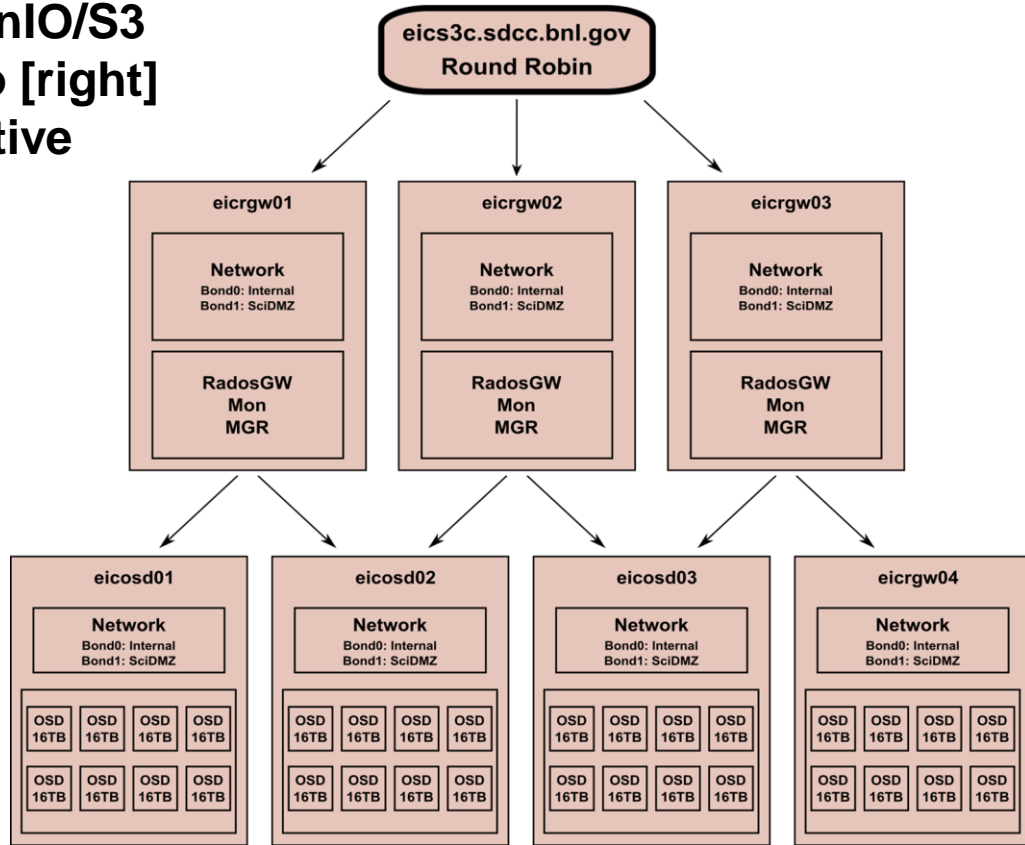 nIO/S3
[right]
tive
eics3c.sdcc.bnl.gov
Round Robin
eicrgw01
Network
Bond0: Internal
Bond1: SciDMZ
RadosGW
Mon
MGR
eicrgw02
Network
Bond0: Internal
Bond1: SciDMZ
RadosGW
Mon
MGR
eicrgw03
Network
Bond0: Internal
Bond1: SciDMZ
RadosGW
Mon
MGR
eicosd01
Network
Bond0: Internal
Bond1: SciDMZ
OSD OSD OSD OSD
16TB 16TB 16TB 16TB
OSD OSD OSD OSD
16TB 16TB 16TB 16TB
eicosd02
Network
Bond0: Internal
Bond1: SciDMZ
OSD OSD OSD OSD
16TB 16TB 16TB 16TB
OSD OSD OSD OSD
16TB 16TB 16TB 16TB
eicosd03
Network
Bond0: Internal
Bond1: SciDMZ
OSD OSD OSD OSD
16TB 16TB 16TB 16TB
OSD OSD OSD OSD
16TB 16TB 16TB 16TB
eicrgw04
Network
Bond0: Internal
Bond1: SciDMZ
OSD OSD OSD OSD
16TB 16TB 16TB 16TB
OSD OSD OSD OSD
16TB 16TB 16TB 16TB